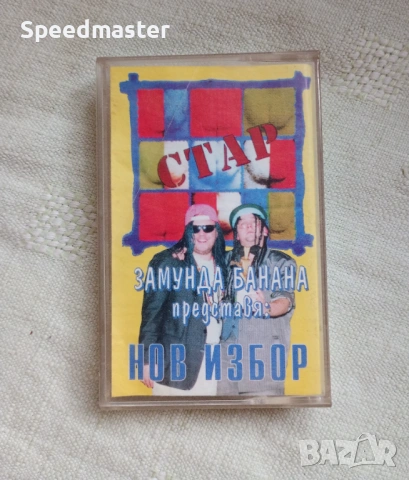 Speedmaster
СТАР
ЗАМУНДА БАНАНА
представя:
НОВ ИЗБОР
BAZAR